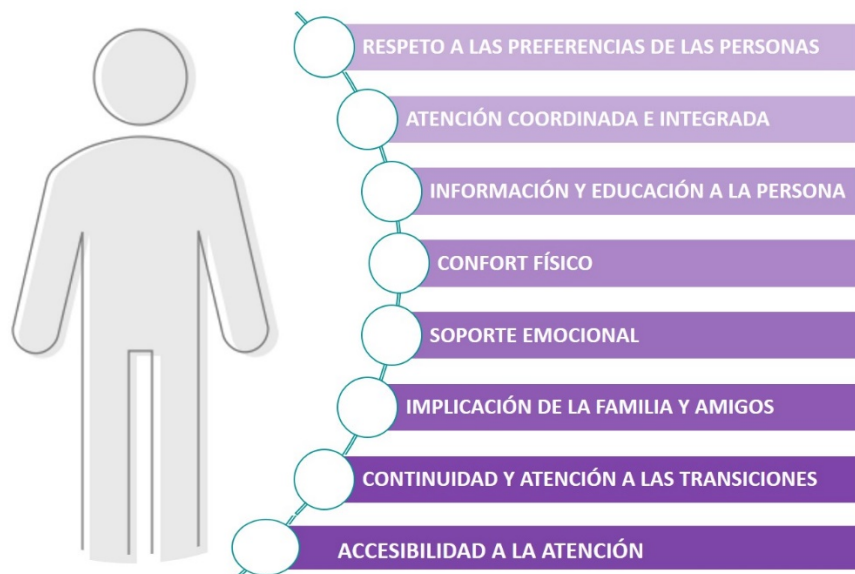 RESPETO A LAS PREFERENCIAS DE LAS PERSONAS
ATENCIÓN COORDINADA E INTEGRADA
INFORMACIÓN Y EDUCACIÓN A LA PERSONA
CONFORT FÍSICO
SOPORTE EMOCIONAL
IMPLICACIÓN DE LA FAMILIA Y AMIGOS
CONTINUIDAD Y ATENCIÓN A LAS TRANSICIONES
ACCESIBILIDAD A LA ATENCIÓN